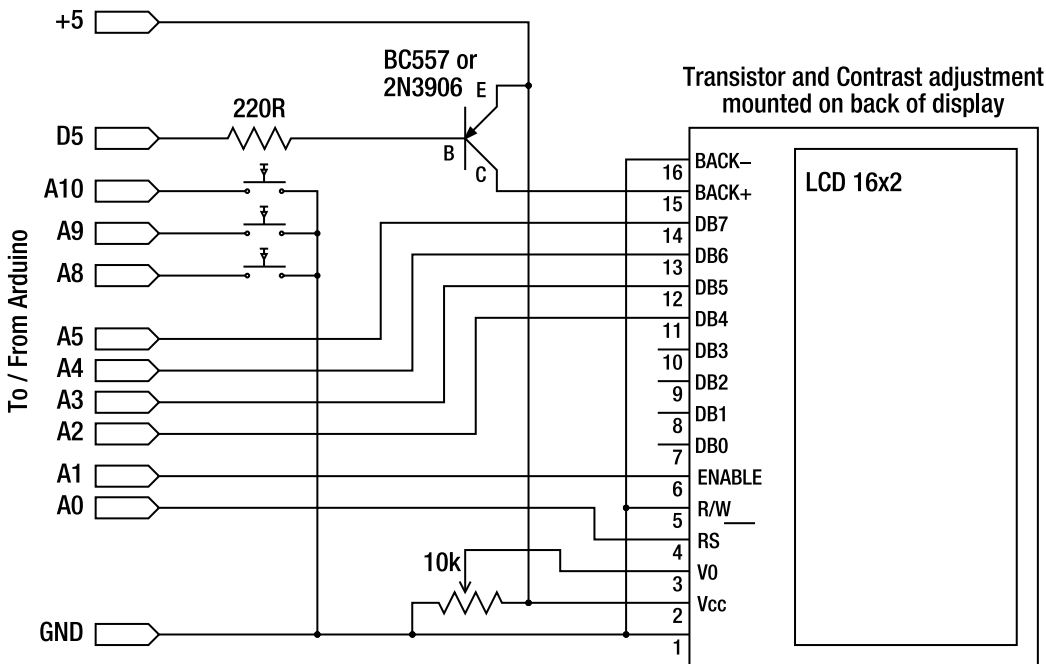 +5
BC557 or
2N3906
E
B
C
Transistor and Contrast adjustment
mounted on back of display
220R
D5
A10
A9
A8
To / From Arduino
A5
A4
A3
A2
A1
A0
GND
10k
LCD 16x2
16 BACK–
15 BACK+
14 DB7
13 DB6
12 DB5
11 DB4
10 DB3
9 DB2
8 DB1
7 DB0
6 ENABLE
5 R/W
4 RS
3 V0
2 Vcc
1